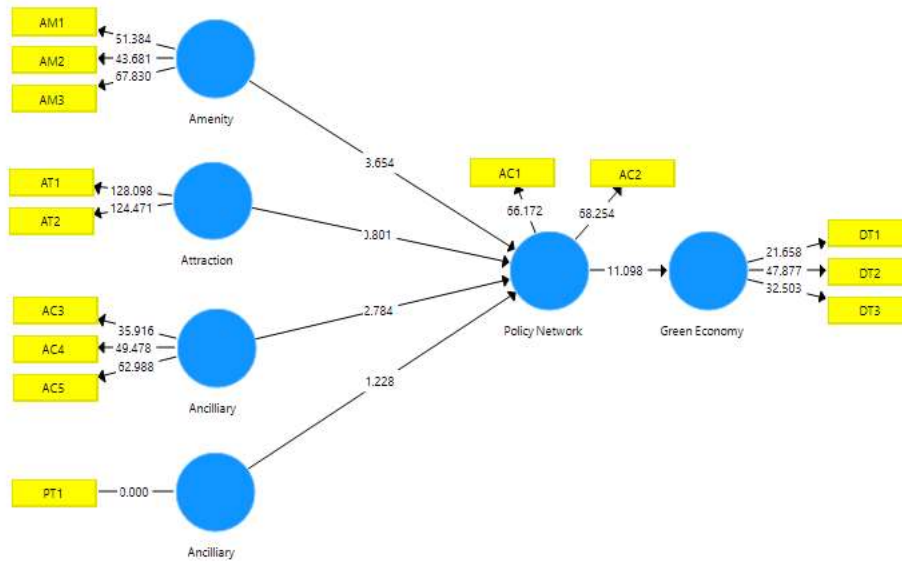 AM1
51.384
AM2
43.681
AM3
67.830
Amenity
3.654
AT1
128.098
AT2
124.471
Attraction
0.801
AC1
AC2
66.172
68.254
AC3
35.916
AC4
49.478
AC5
62.988
Ancilliary
2.784
Policy Network
11.098
Green Economy
21.658
DT1
47.877
DT2
32.503
DT3
1.228
PT1
0.000
Ancilliary